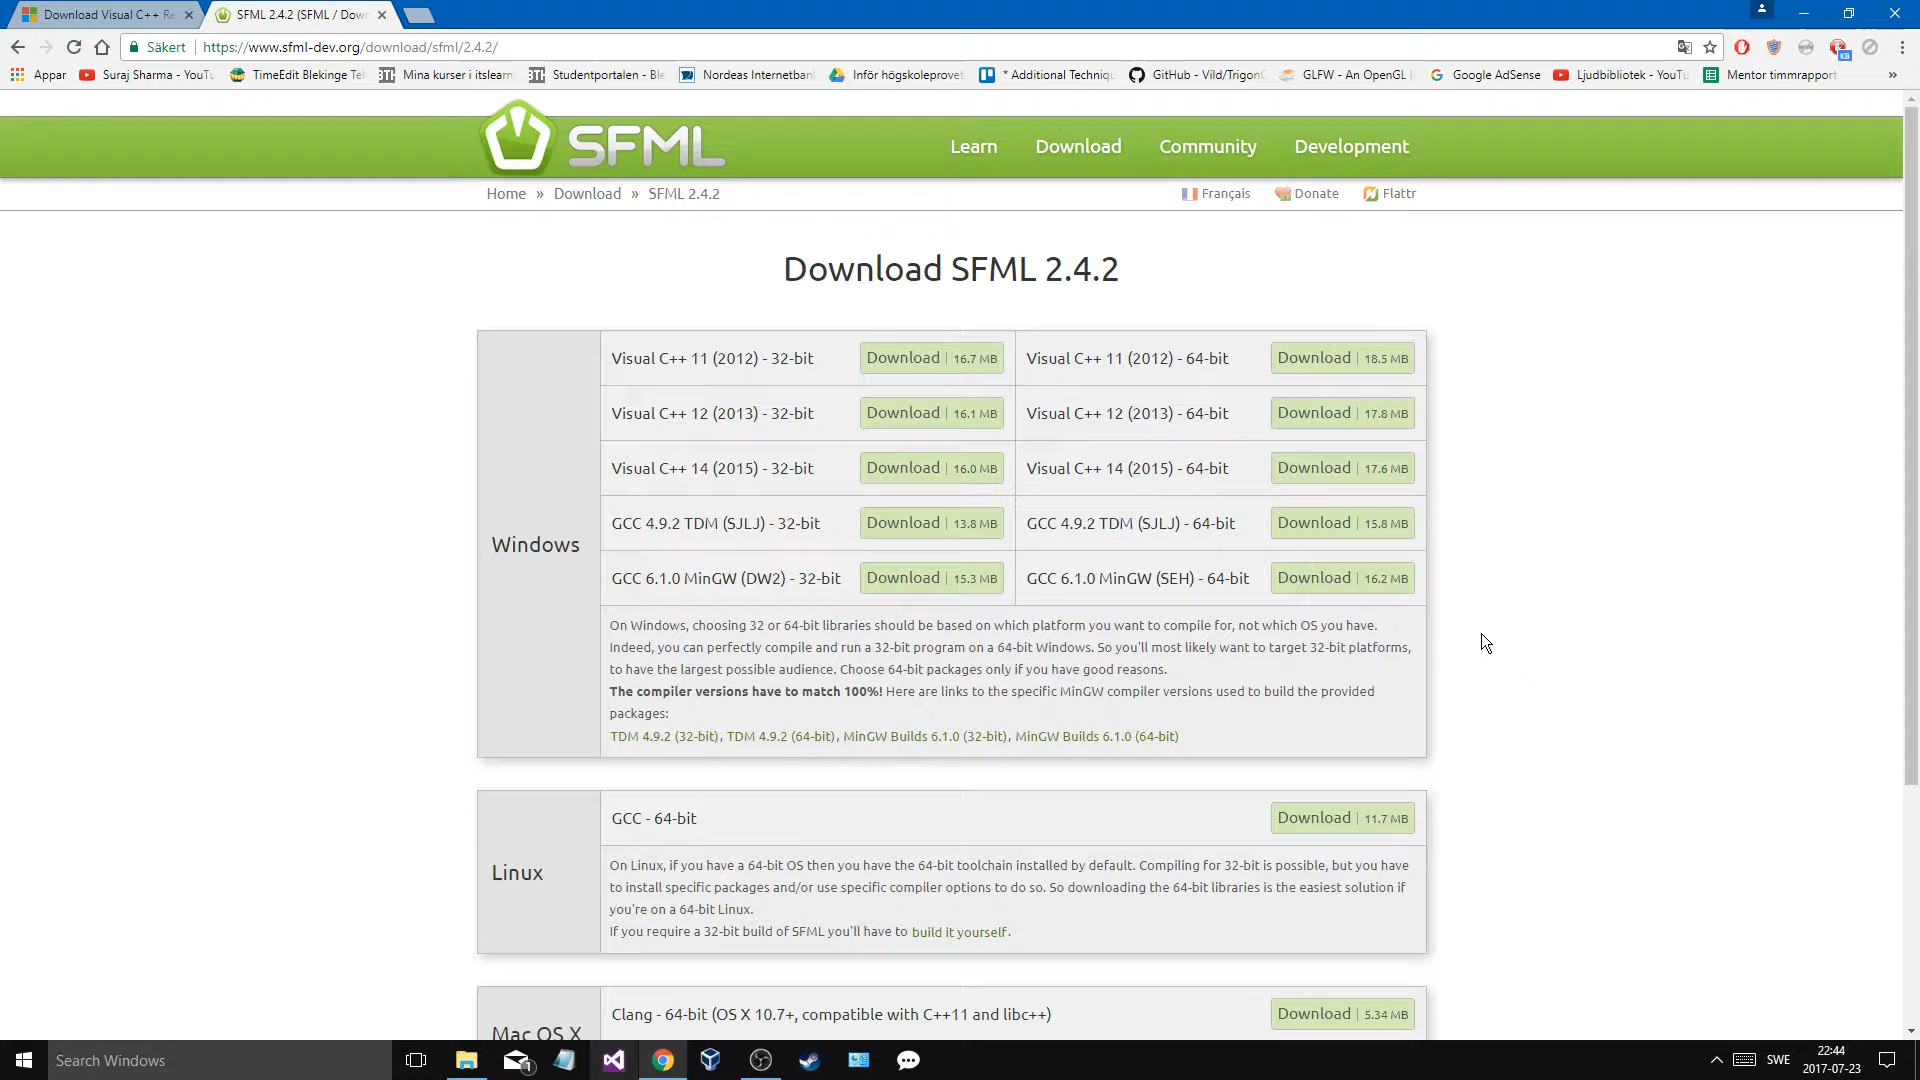 Download Visual C++ Re
SFML 2.4.2 (SFML / Dow
Säkert
https://www.sfml-dev.org/download/sfml/2.4.2/
Appar
Suraj Sharma - YouTu
TimeEdit Blekinge Te
BTH
Mina kurser i itslearn
BTH
Studentportalen - Ble
Nordeas Internetban
Inför högskoleprovet
* Additional Techniqu
GitHub - Vild/TrigonC
GLFW - An OpenGL
Google AdSense
Ljudbibliotek - YouTu
Mentor timmrapport
»
SFML
Learn
Download
Community
Development
Home » Download » SFML 2.4.2
Français
Donate
Flattr
Download SFML 2.4.2
Windows
Visual C++ 11 (2012) - 32-bit
Download | 16.7 MB
Visual C++ 11 (2012) - 64-bit
Download | 18.5 MB
Visual C++ 12 (2013) - 32-bit
Download | 16.1 MB
Visual C++ 12 (2013) - 64-bit
Download | 17.8 MB
Visual C++ 14 (2015) - 32-bit
Download | 16.0 MB
Visual C++ 14 (2015) - 64-bit
Download | 17.6 MB
GCC 4.9.2 TDM (SJLJ) - 32-bit
Download | 13.8 MB
GCC 4.9.2 TDM (SJLJ) - 64-bit
Download | 15.8 MB
GCC 6.1.0 MinGW (DW2) - 32-bit
Download | 15.3 MB
GCC 6.1.0 MinGW (SEH) - 64-bit
Download | 16.2 MB
On Windows, choosing 32 or 64-bit libraries should be based on which platform you want to compile for, not which OS you have.
Indeed, you can perfectly compile and run a 32-bit program on a 64-bit Windows. So you'll most likely want to target 32-bit platforms,
to have the largest possible audience. Choose 64-bit packages only if you have good reasons.
The compiler versions have to match 100%! Here are links to the specific MinGW compiler versions used to build the provided
packages:
TDM 4.9.2 (32-bit), TDM 4.9.2 (64-bit), MinGW Builds 6.1.0 (32-bit), MinGW Builds 6.1.0 (64-bit)
Linux
GCC - 64-bit
Download | 11.7 MB
On Linux, if you have a 64-bit OS then you have the 64-bit toolchain installed by default. Compiling for 32-bit is possible, but you have
to install specific packages and/or use specific compiler options to do so. So downloading the 64-bit libraries is the easiest solution if
you're on a 64-bit Linux.
If you require a 32-bit build of SFML you'll have to build it yourself.
Mac OS X
Clang - 64-bit (OS X 10.7+, compatible with C++11 and libc++)
Download | 5.34 MB
Search Windows
1
SWE
22:44
2017-07-23